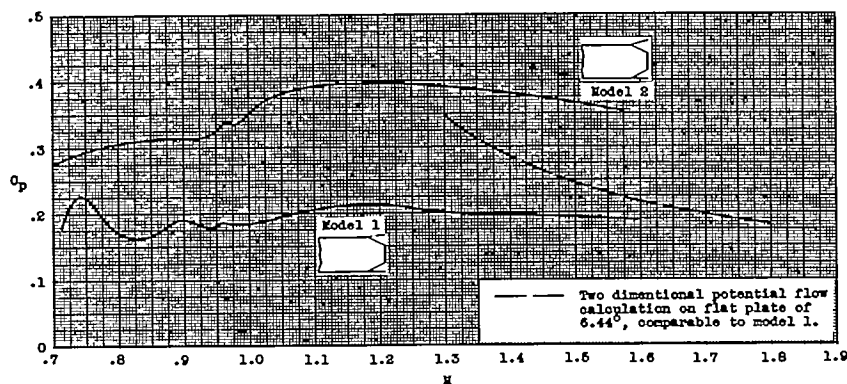 .5
.4
.3
.2
.1
0
C_p
Model 2
Model 1
Two dimentional potential flow
calculation on flat plate of
6.44°, comparable to model 1.
.7 .8 .9 1.0 1.1 1.2 1.3 1.4 1.5 1.6 1.7 1.8 1.9
M